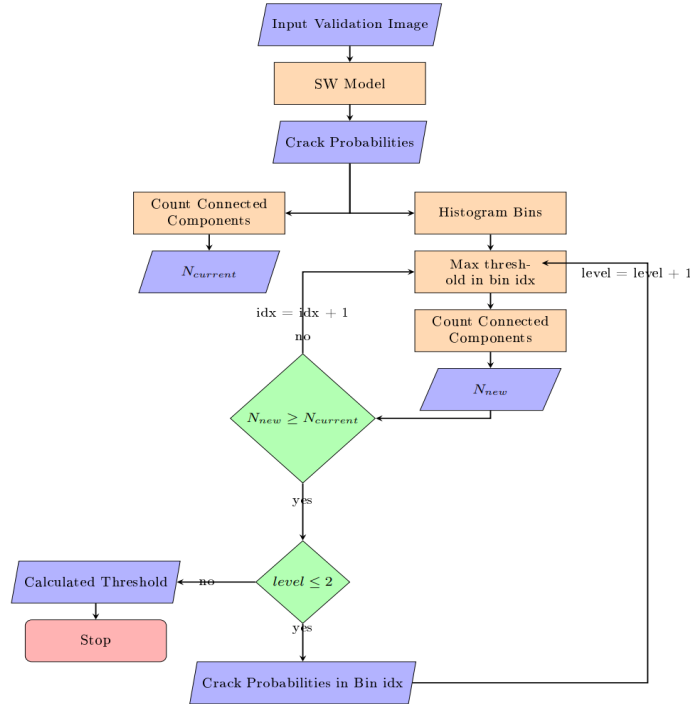 Input Validation Image
SW Model
Crack Probabilities
Count Connected
Components
Histogram Bins
N_current
Max thresh-
old in bin idx
level = level + 1
idx = idx + 1
no
Count Connected
Components
N_new
N_new ≥ N_current
yes
level ≤ 2
no
Calculated Threshold
Stop
yes
Crack Probabilities in Bin idx